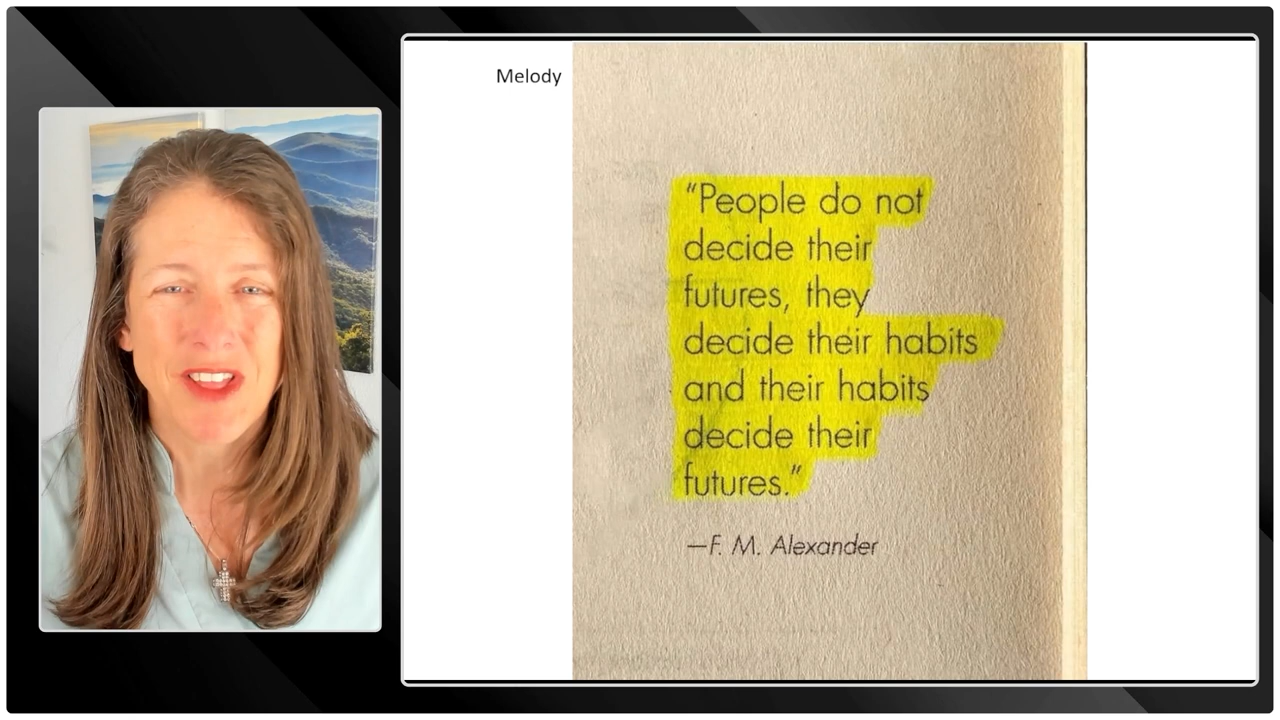 Melody
“People do not
decide their
futures, they
decide their habits
and their habits
decide their
futures.”
—F. M. Alexander